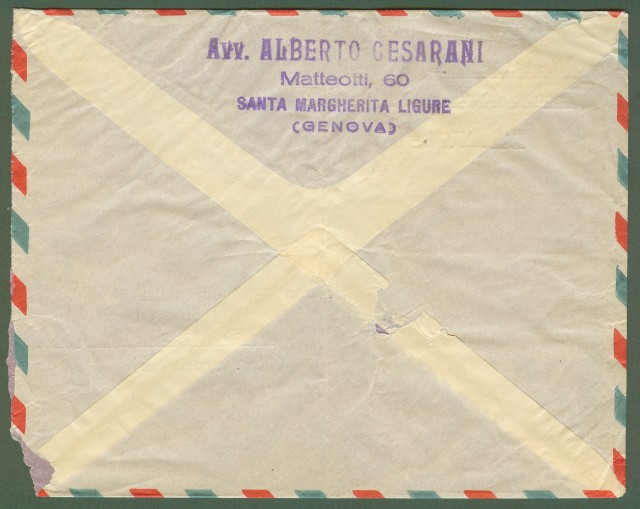 Avv. ALBERTO CESARANI
Matteotti, 60
SANTA MARGHERITA LIGURE
(GENOVA)